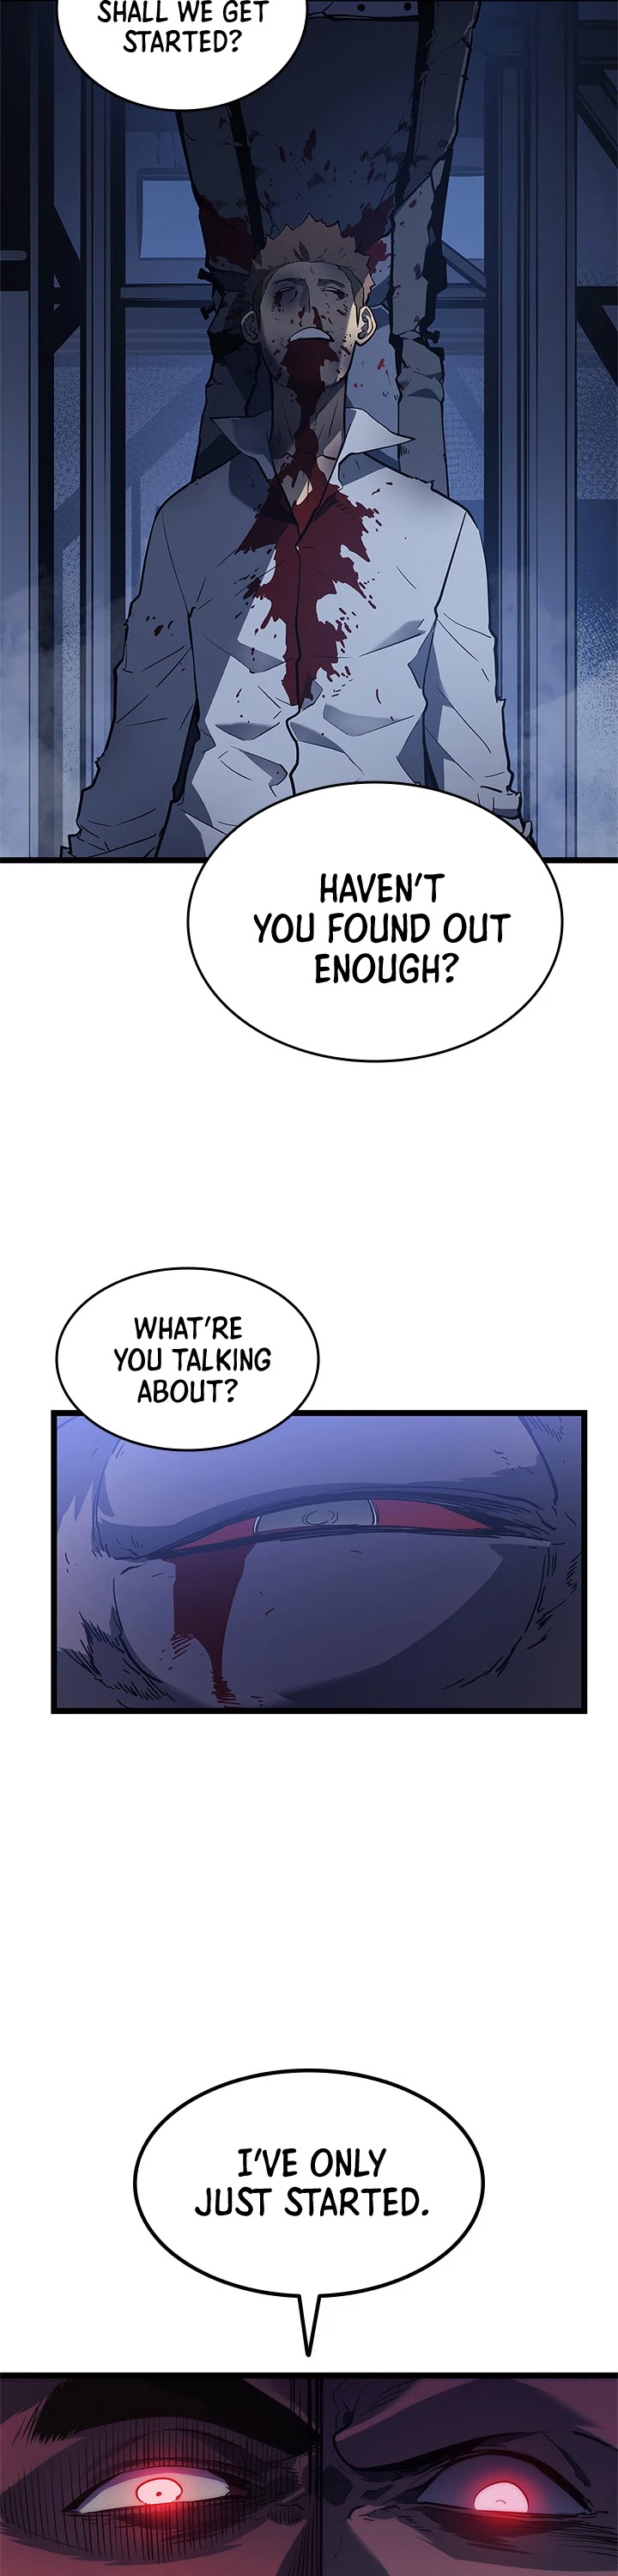 SHALL WE GET
STARTED?
HAVEN'T
YOU FOUND OUT
ENOUGH?
WHAT'RE
YOU TALKING
ABOUT?
I'VE ONLY
JUST STARTED.